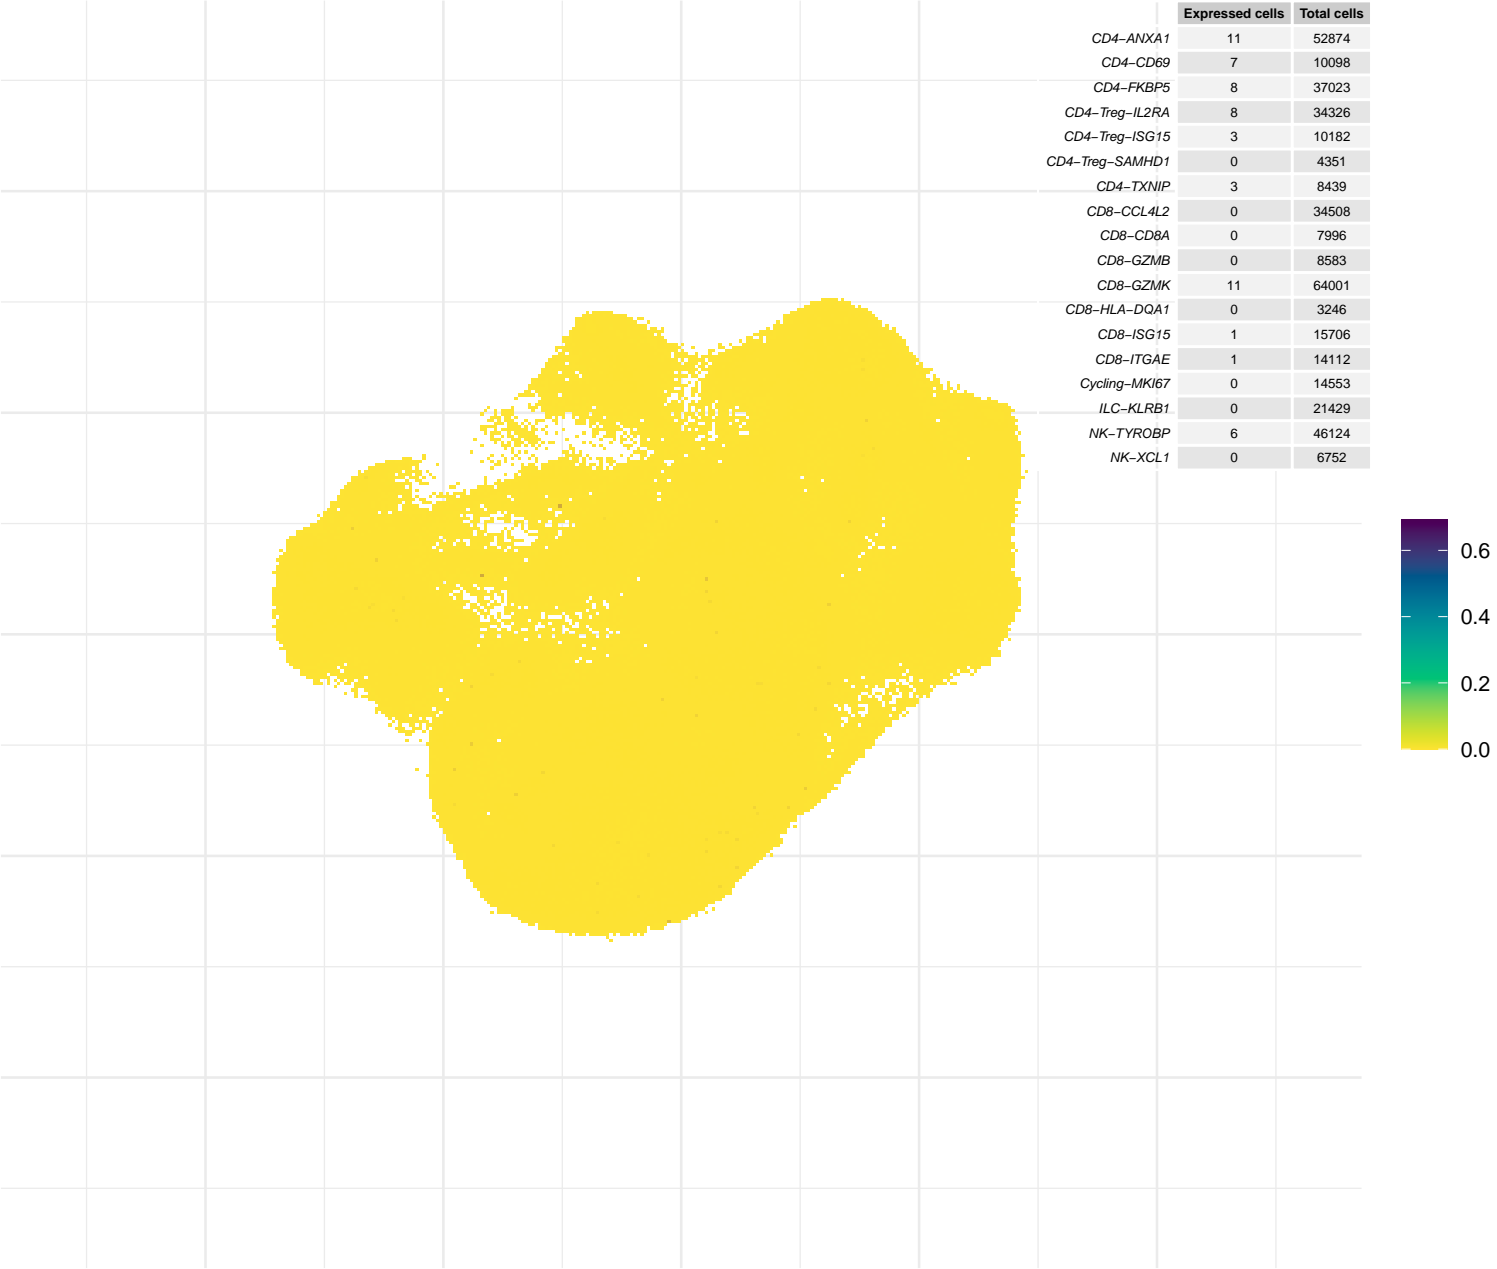 Expressed cells Total cells
CD4−ANXA1 11 52874
CD4−CD69 7 10098
CD4−FKBP5 8 37023
CD4−Treg−IL2RA 8 34326
CD4−Treg−ISG15 3 10182
CD4−Treg−SAMHD1 0 4351
CD4−TXNIP 3 8439
CD8−CCL4L2 0 34508
CD8−CD8A 0 7996
CD8−GZMB 0 8583
CD8−GZMK 11 64001
CD8−HLA−DQA1 0 3246
CD8−ISG15 1 15706
CD8−ITGAE 1 14112
Cycling−MKI67 0 14553
ILC−KLRB1 0 21429
NK−TYROBP 6 46124
NK−XCL1 0 6752
0.6
0.4
0.2
0.0